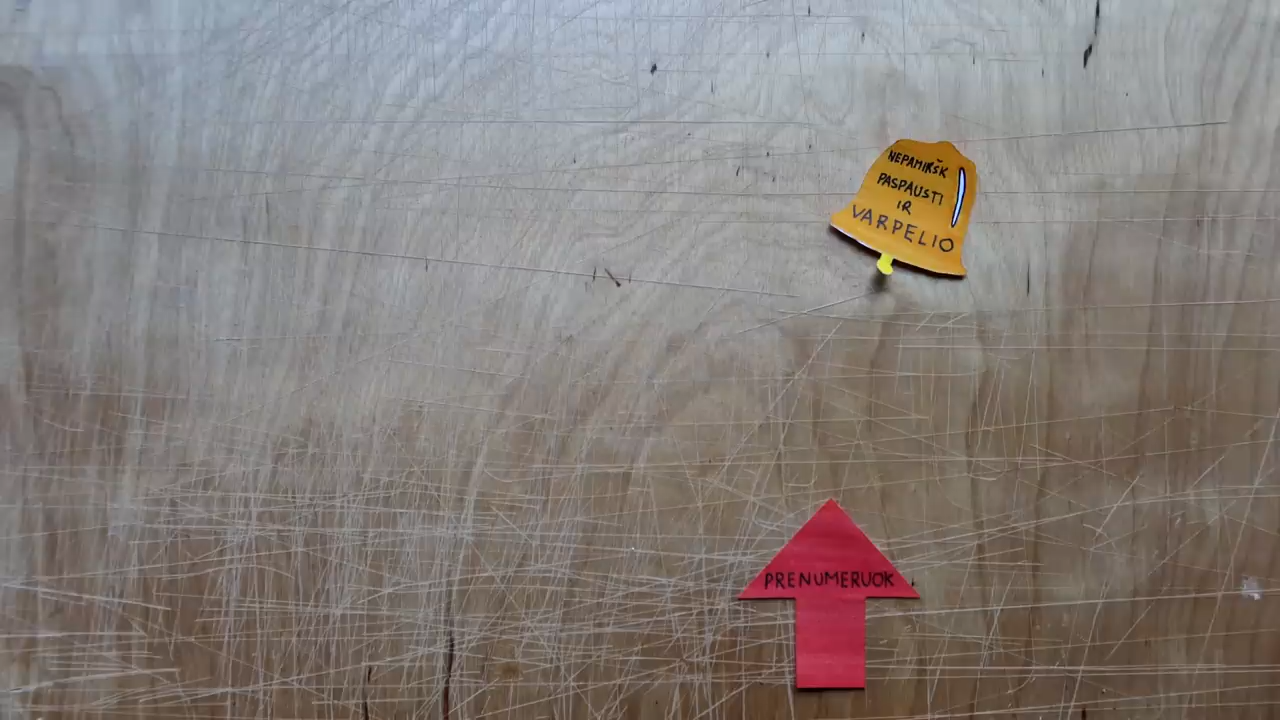 NEPAMIRŠK
PASPAUSTI
IR
VARPELIO
PRENUMERUOK